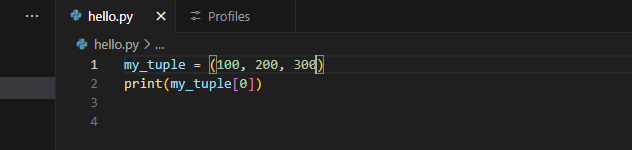 ... hello.py × Profiles
hello.py > ...
1 my_tuple = (100, 200, 300)
2 print(my_tuple[0])
3
4